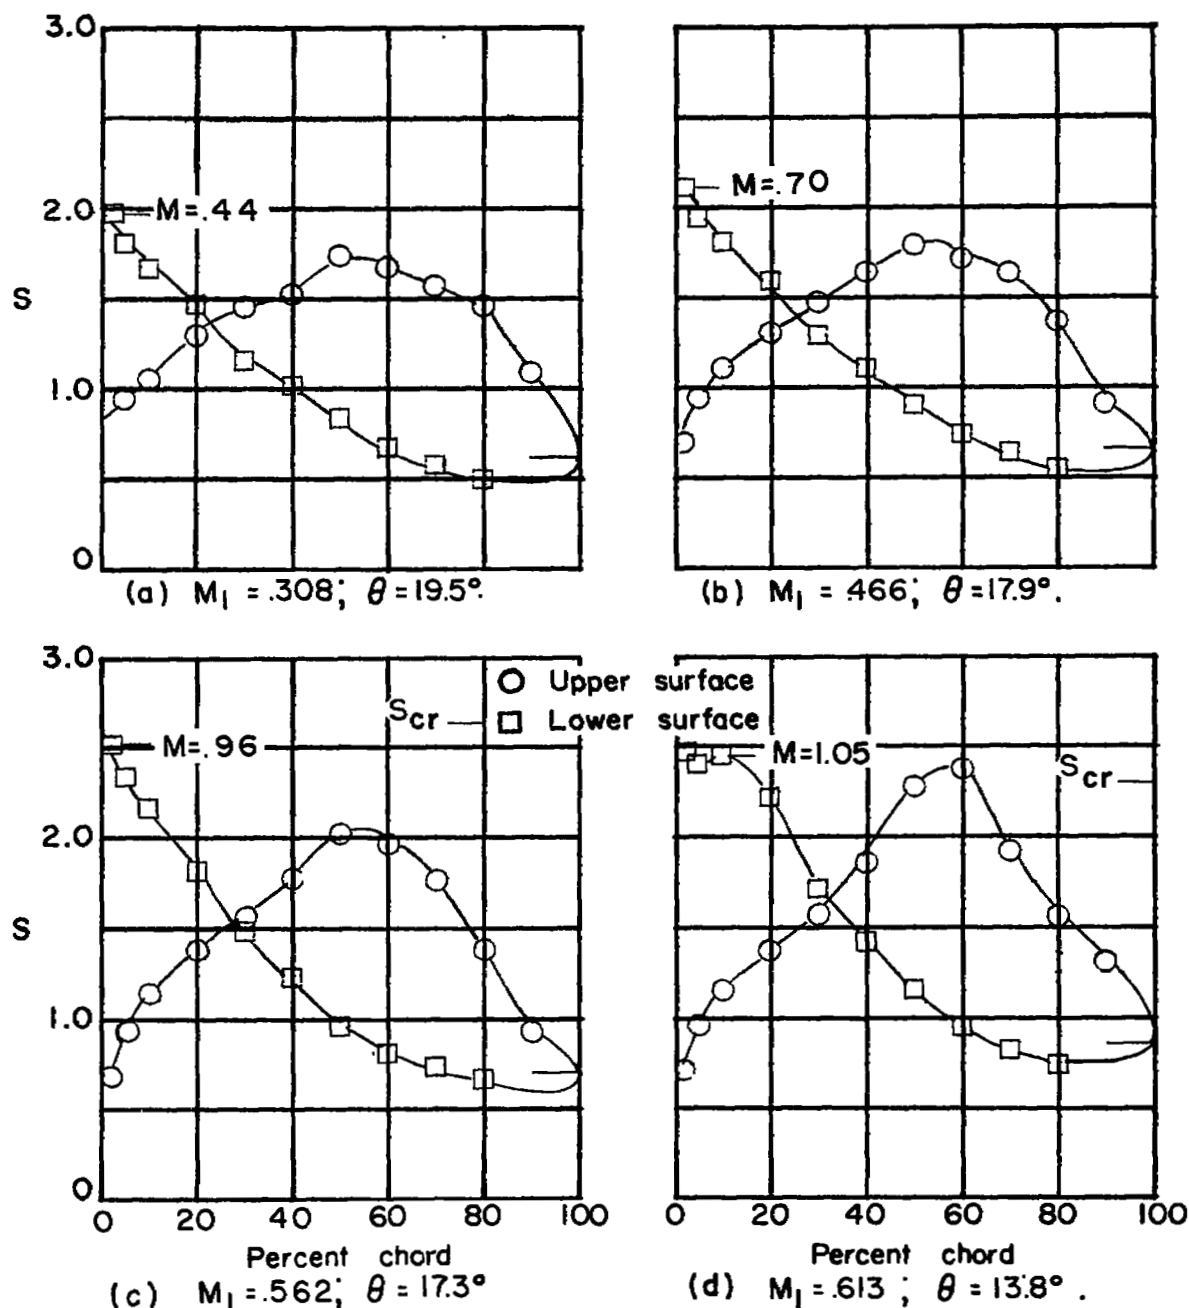 3.0
2.0
M=.44
S
1.0
0
(a) M1 = .308; θ = 19.5°.
M=.70
(b) M1 = .466; θ = 17.9°.
3.0
○ Upper surface
Scr
□ Lower surface
M=.96
2.0
S
1.0
0
0 20 40 60 80 100
Percent chord
(c) M1 = .562; θ = 17.3°
M=1.05
Scr
0 20 40 60 80 100
Percent chord
(d) M1 = .613 ; θ = 13.8° .